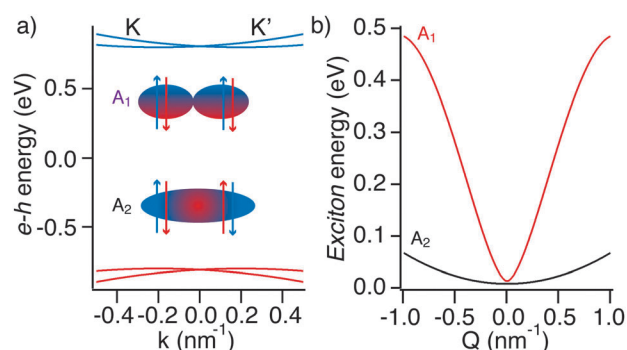 a)
K
K'
e-h energy (eV)
0.5
0.0
-0.5
A1
A2
-0.4
-0.2
0.0
0.2
0.4
k (nm-1)
b)
Exciton energy (eV)
0.5
0.4
0.3
0.2
0.1
0.0
A1
A2
-1.0
-0.5
0.0
0.5
1.0
Q (nm-1)